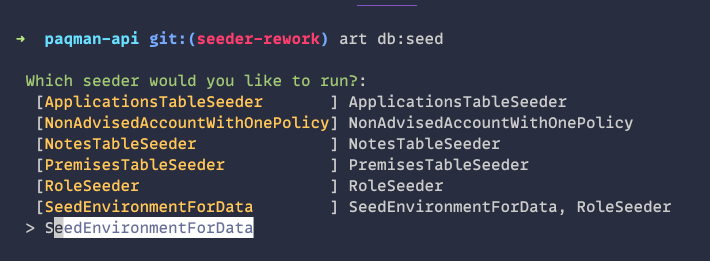 ➜ paqman-api git:(seeder-rework) art db:seed
Which seeder would you like to run?:
[ApplicationsTableSeeder       ] ApplicationsTableSeeder
[NonAdvisedAccountWithOnePolicy] NonAdvisedAccountWithOnePolicy
[NotesTableSeeder              ] NotesTableSeeder
[PremisesTableSeeder           ] PremisesTableSeeder
[RoleSeeder                    ] RoleSeeder
[SeedEnvironmentForData        ] SeedEnvironmentForData, RoleSeeder
> SeedEnvironmentForData